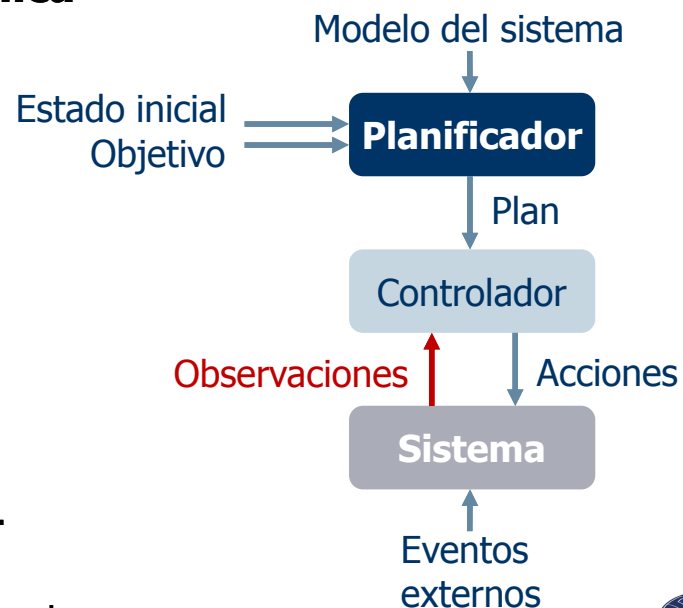 Modelo del sistema
Estado inicial
Objetivo
Planificador
Plan
Controlador
Observaciones
Acciones
Sistema
Eventos
externos